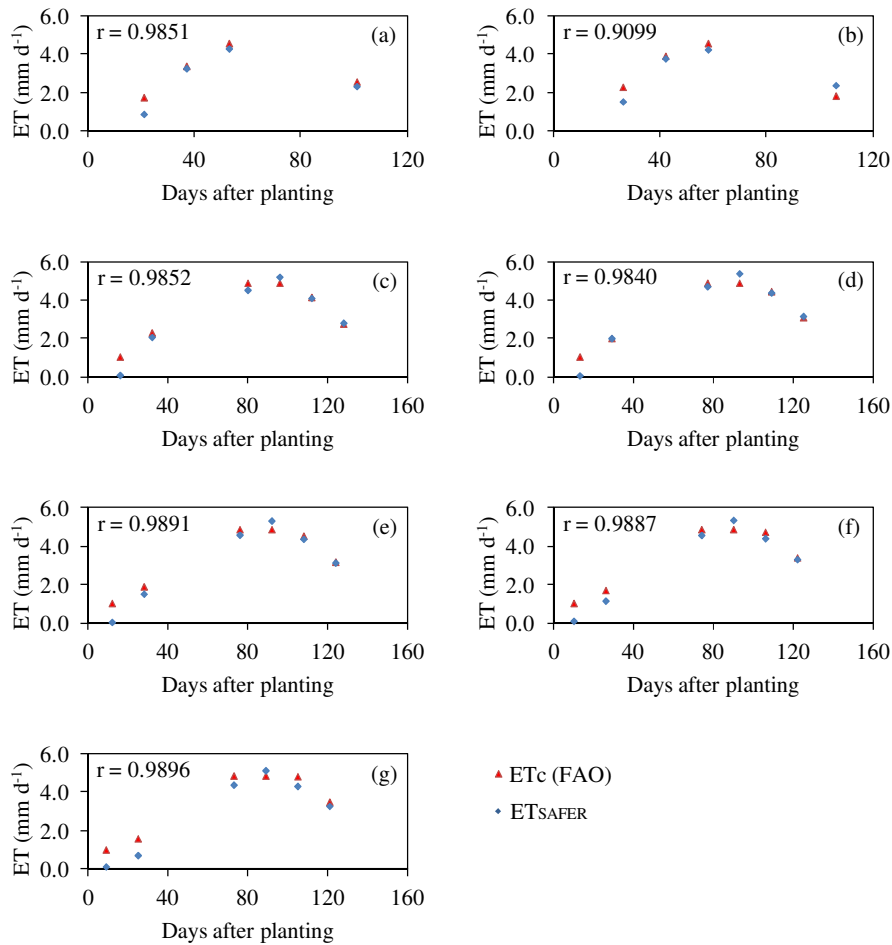 r = 0.9851
(a)
ET (mm d⁻¹)
6.0
4.0
2.0
0.0
0 40 80 120
Days after planting
r = 0.9099
(b)
ET (mm d⁻¹)
6.0
4.0
2.0
0.0
0 40 80 120
Days after planting
r = 0.9852
(c)
ET (mm d⁻¹)
6.0
4.0
2.0
0.0
0 40 80 120 160
Days after planting
r = 0.9840
(d)
ET (mm d⁻¹)
6.0
4.0
2.0
0.0
0 40 80 120 160
Days after planting
r = 0.9891
(e)
ET (mm d⁻¹)
6.0
4.0
2.0
0.0
0 40 80 120 160
Days after planting
r = 0.9887
(f)
ET (mm d⁻¹)
6.0
4.0
2.0
0.0
0 40 80 120 160
Days after planting
r = 0.9896
(g)
ET (mm d⁻¹)
6.0
4.0
2.0
0.0
0 40 80 120 160
Days after planting
ETc (FAO)
ETSAFER